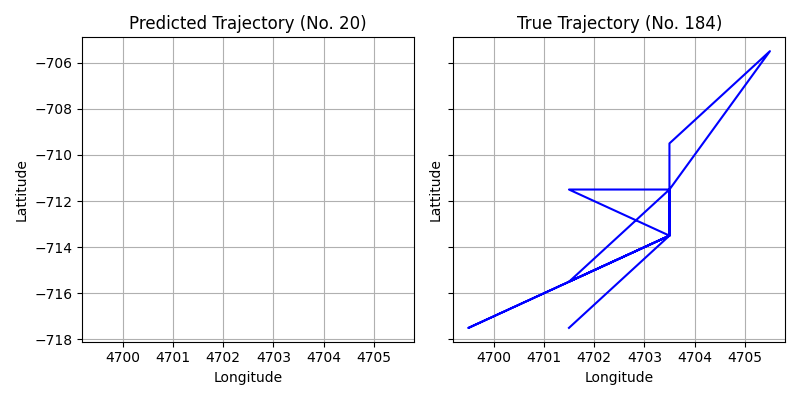 Predicted Trajectory (No. 20)
−706
−708
−710
−712
−714
−716
−718
Lattitude
4700 4701 4702 4703 4704 4705
Longitude
True Trajectory (No. 184)
Lattitude
4700 4701 4702 4703 4704 4705
Longitude